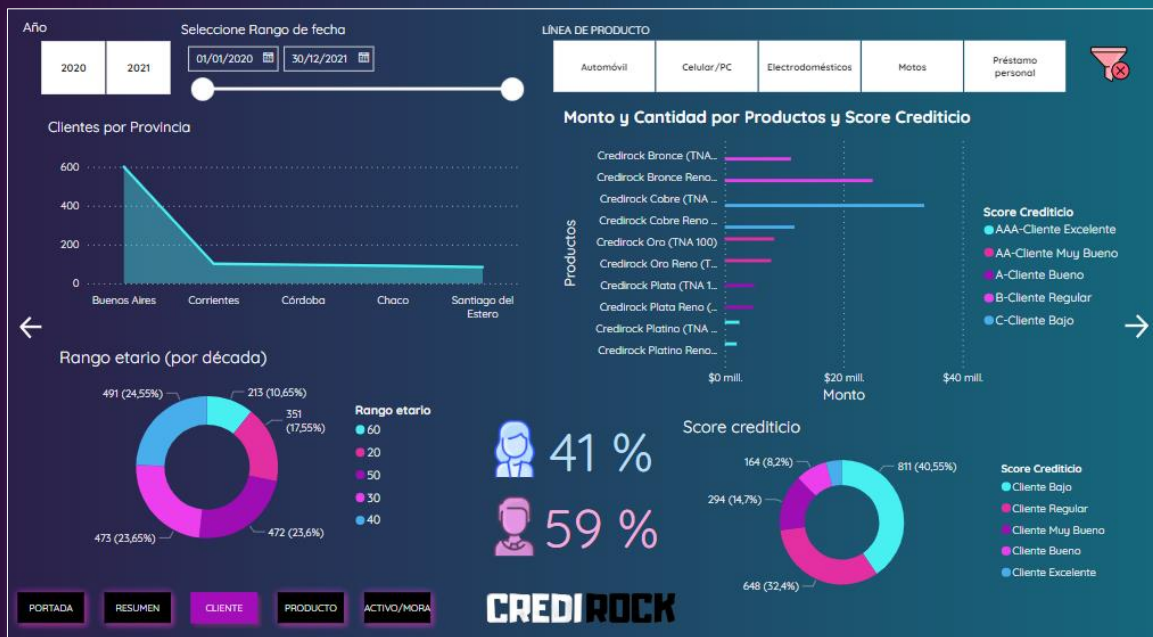 Año
Seleccione Rango de fecha
LÍNEA DE PRODUCTO
2020
2021
01/01/2020
30/12/2021
Automóvil
Celular/PC
Electrodomésticos
Motos
Préstamo
personal
Clientes por Provincia
600
400
200
0
Buenos Aires
Corrientes
Córdoba
Chaco
Santiago del
Estero
Monto y Cantidad por Productos y Score Crediticio
Productos
Credirock Bronce (TNA...
Credirock Bronce Reno...
Credirock Cobre (TNA ...
Credirock Cobre Reno ...
Credirock Oro (TNA 100)
Credirock Oro Reno (T...
Credirock Plata (TNA 1...
Credirock Plata Reno (...
Credirock Platino (TNA ...
Credirock Platino Reno...
$0 mill.
$20 mill.
$40 mill.
Monto
Score Crediticio
AAA-Cliente Excelente
AA-Cliente Muy Bueno
A-Cliente Bueno
B-Cliente Regular
C-Cliente Bajo
Rango etario (por década)
491 (24,55%)
213 (10,65%)
351
(17,55%)
472 (23,6%)
473 (23,65%)
Rango etario
60
20
50
30
40
41 %
59 %
Score crediticio
164 (8,2%)
811 (40,55%)
294 (14,7%)
648 (32,4%)
Score Crediticio
Cliente Bajo
Cliente Regular
Cliente Muy Bueno
Cliente Bueno
Cliente Excelente
PORTADA
RESUMEN
CLIENTE
PRODUCTO
ACTIVO/MORA
CREDIROCK